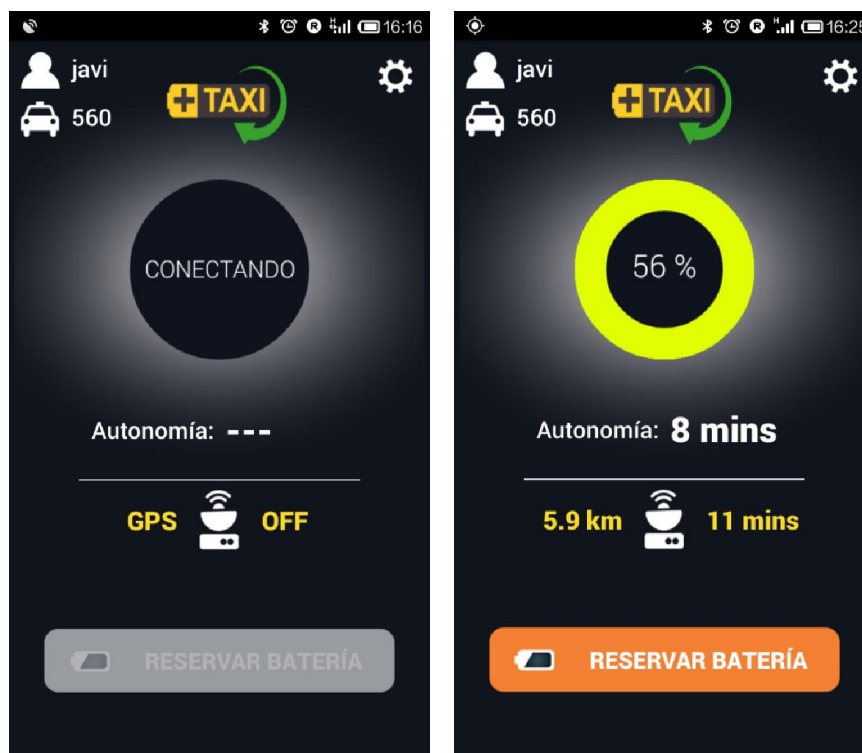 16:16
javi
TAXI
560
CONECTANDO
Autonomía: ---
GPS OFF
RESERVAR BATERÍA
16:25
javi
TAXI
560
56 %
Autonomía: 8 mins
5.9 km 11 mins
RESERVAR BATERÍA